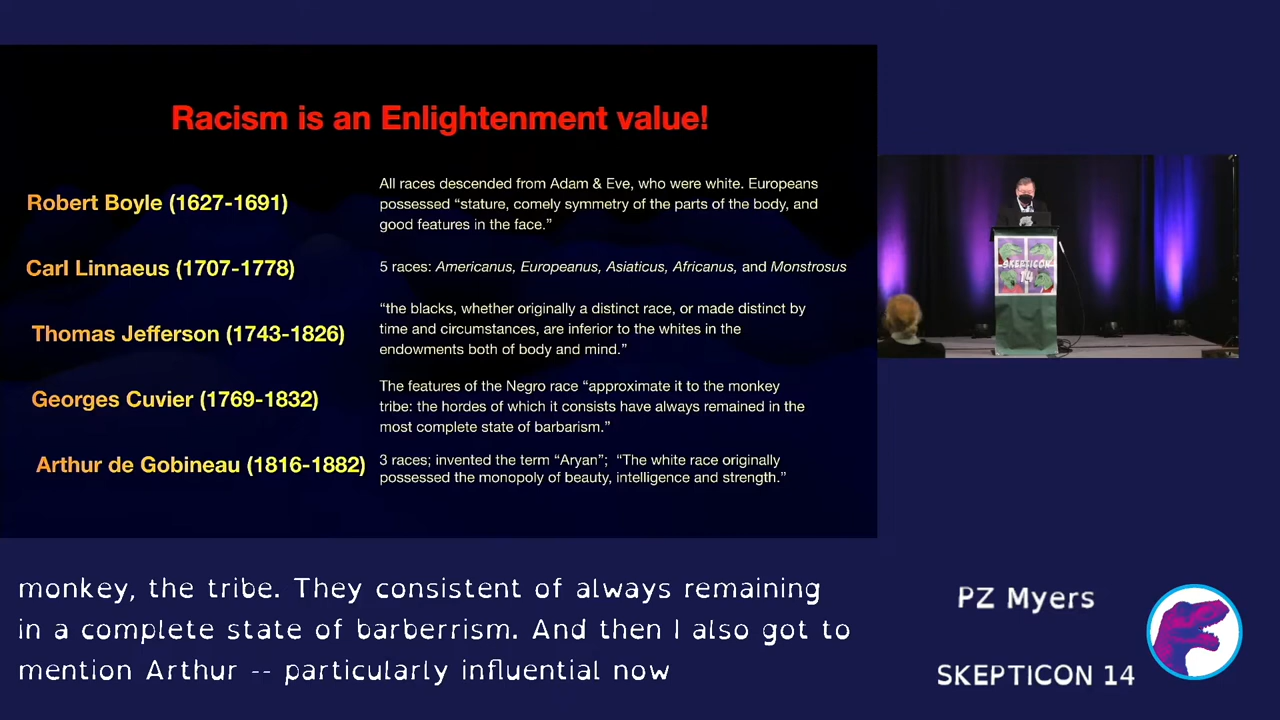 Racism is an Enlightenment value!
Robert Boyle (1627-1691)
All races descended from Adam & Eve, who were white. Europeans
possessed “stature, comely symmetry of the parts of the body, and
good features in the face.”
Carl Linnaeus (1707-1778)
5 races: Americanus, Europeanus, Asiaticus, Africanus, and Monstrosus
Thomas Jefferson (1743-1826)
“the blacks, whether originally a distinct race, or made distinct by
time and circumstances, are inferior to the whites in the
endowments both of body and mind.”
Georges Cuvier (1769-1832)
The features of the Negro race “approximate it to the monkey
tribe: the hordes of which it consists have always remained in the
most complete state of barbarism.”
Arthur de Gobineau (1816-1882)
3 races; invented the term “Aryan”; “The white race originally
possessed the monopoly of beauty, intelligence and strength.”
SKEPTICON
14
monkey, the tribe. They consistent of always remaining
in a complete state of barberrism. And then I also got to
mention Arthur -- particularly influential now
PZ Myers
SKEPTICON 14